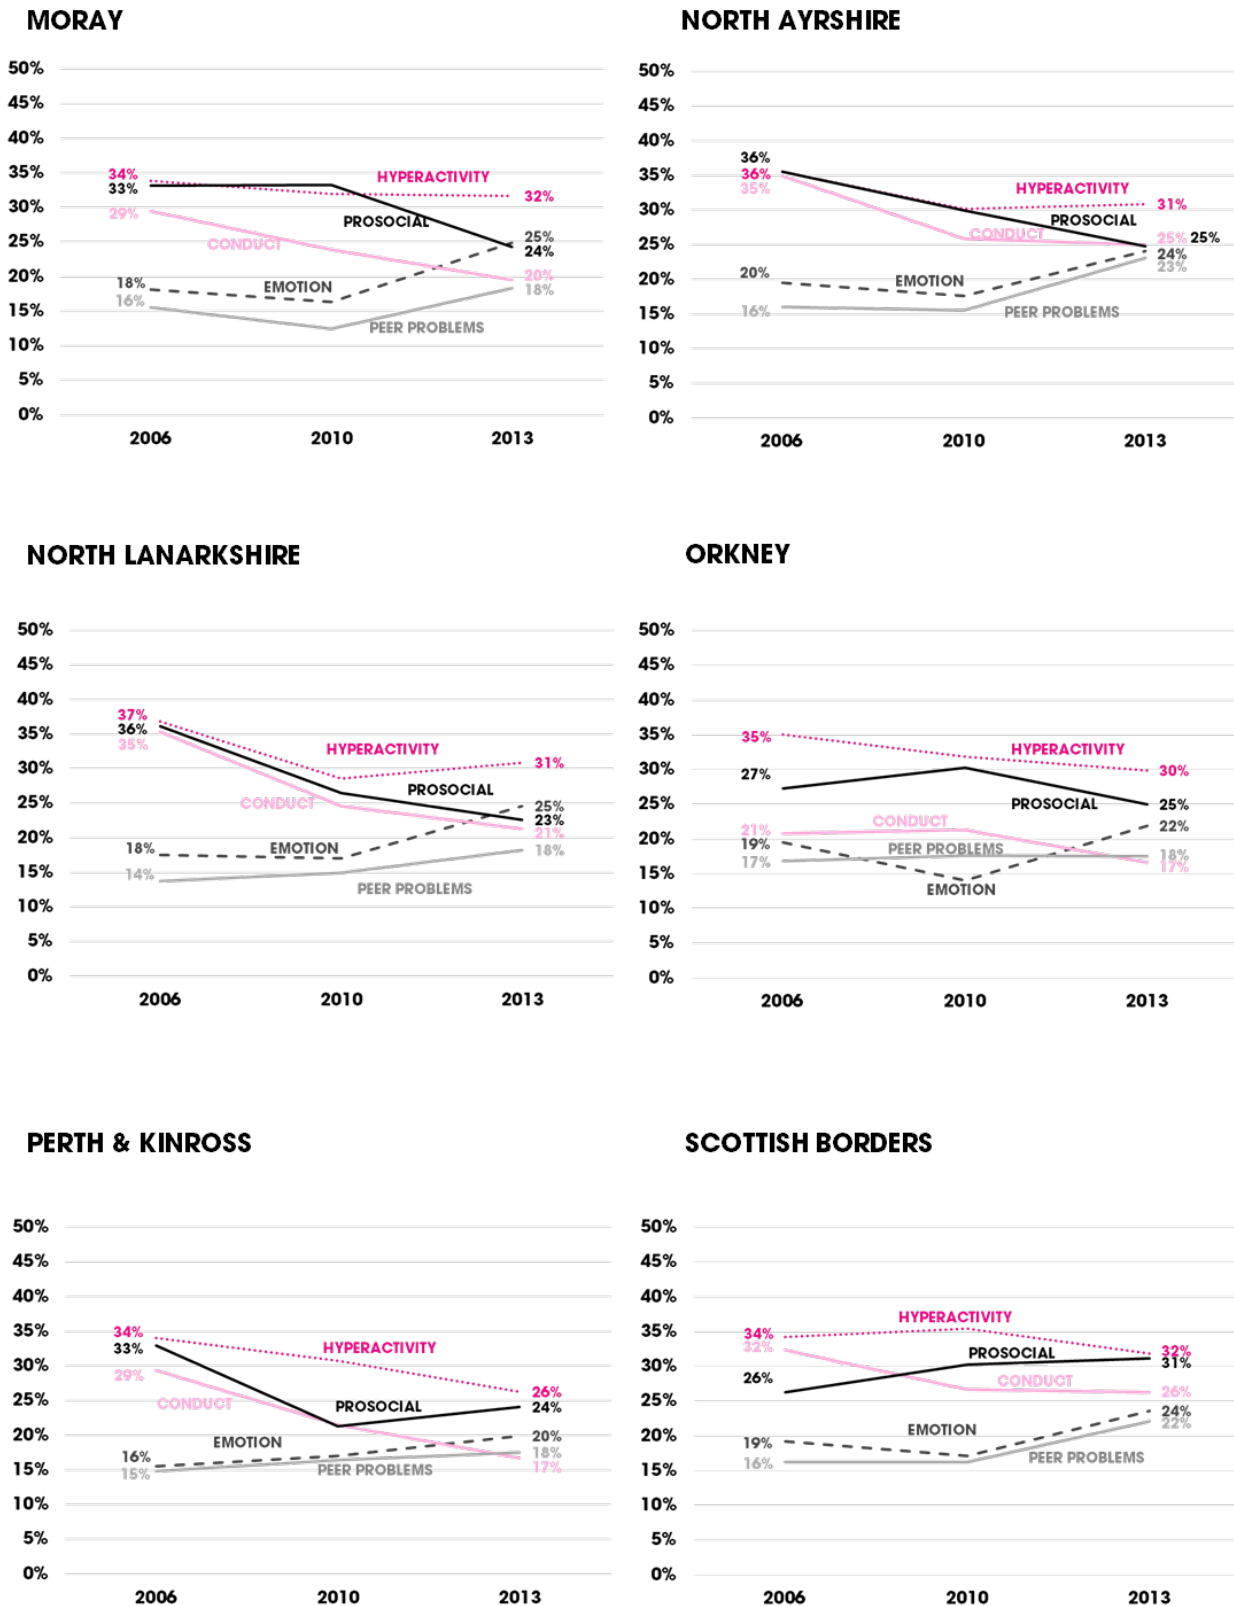 MORAY
50%
45%
40%
35%
30%
25%
20%
15%
10%
5%
0%
34%
33%
29%
18%
16%
HYPERACTIVITY
PROSOCIAL
CONDUCT
EMOTION
PEER PROBLEMS
32%
25%
24%
20%
18%
2006 2010 2013
NORTH AYRSHIRE
50%
45%
40%
35%
30%
25%
20%
15%
10%
5%
0%
36%
36%
35%
20%
16%
HYPERACTIVITY
PROSOCIAL
CONDUCT
EMOTION
PEER PROBLEMS
31%
25% 25%
24%
23%
2006 2010 2013
NORTH LANARKSHIRE
50%
45%
40%
35%
30%
25%
20%
15%
10%
5%
0%
37%
36%
35%
18%
14%
HYPERACTIVITY
PROSOCIAL
CONDUCT
EMOTION
PEER PROBLEMS
31%
25%
23%
21%
18%
2006 2010 2013
ORKNEY
50%
45%
40%
35%
30%
25%
20%
15%
10%
5%
0%
35%
27%
21%
19%
17%
HYPERACTIVITY
PROSOCIAL
CONDUCT
PEER PROBLEMS
EMOTION
30%
25%
22%
18%
17%
2006 2010 2013
PERTH & KINROSS
50%
45%
40%
35%
30%
25%
20%
15%
10%
5%
0%
34%
33%
29%
16%
15%
HYPERACTIVITY
CONDUCT
PROSOCIAL
EMOTION
PEER PROBLEMS
26%
24%
20%
18%
17%
2006 2010 2013
SCOTTISH BORDERS
50%
45%
40%
35%
30%
25%
20%
15%
10%
5%
0%
34%
32%
26%
19%
16%
HYPERACTIVITY
PROSOCIAL
CONDUCT
EMOTION
PEER PROBLEMS
32%
31%
26%
24%
22%
2006 2010 2013